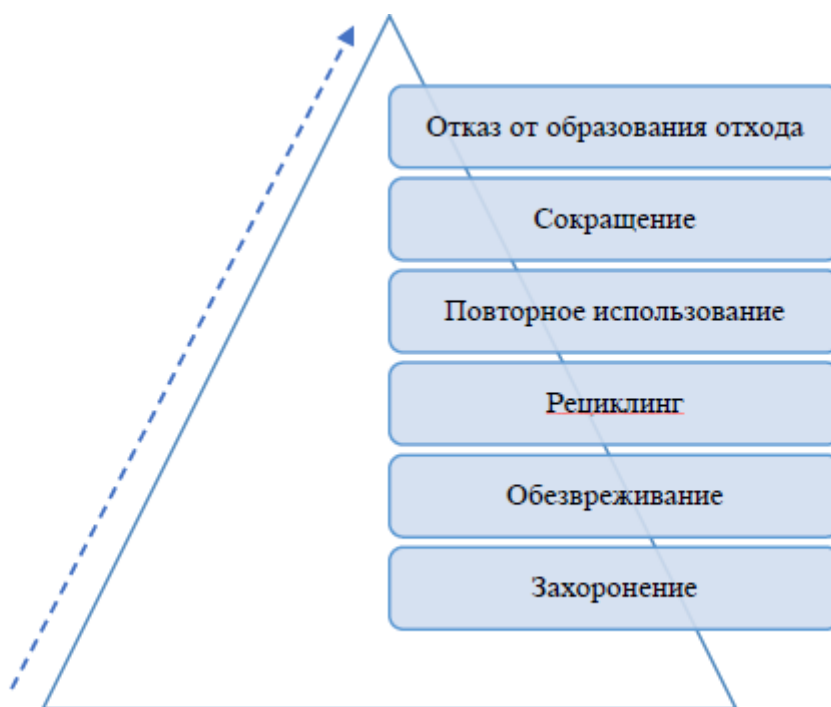 Отказ от образования отхода
Сокращение
Повторное использование
Рециклинг
Обезвреживание
Захоронение